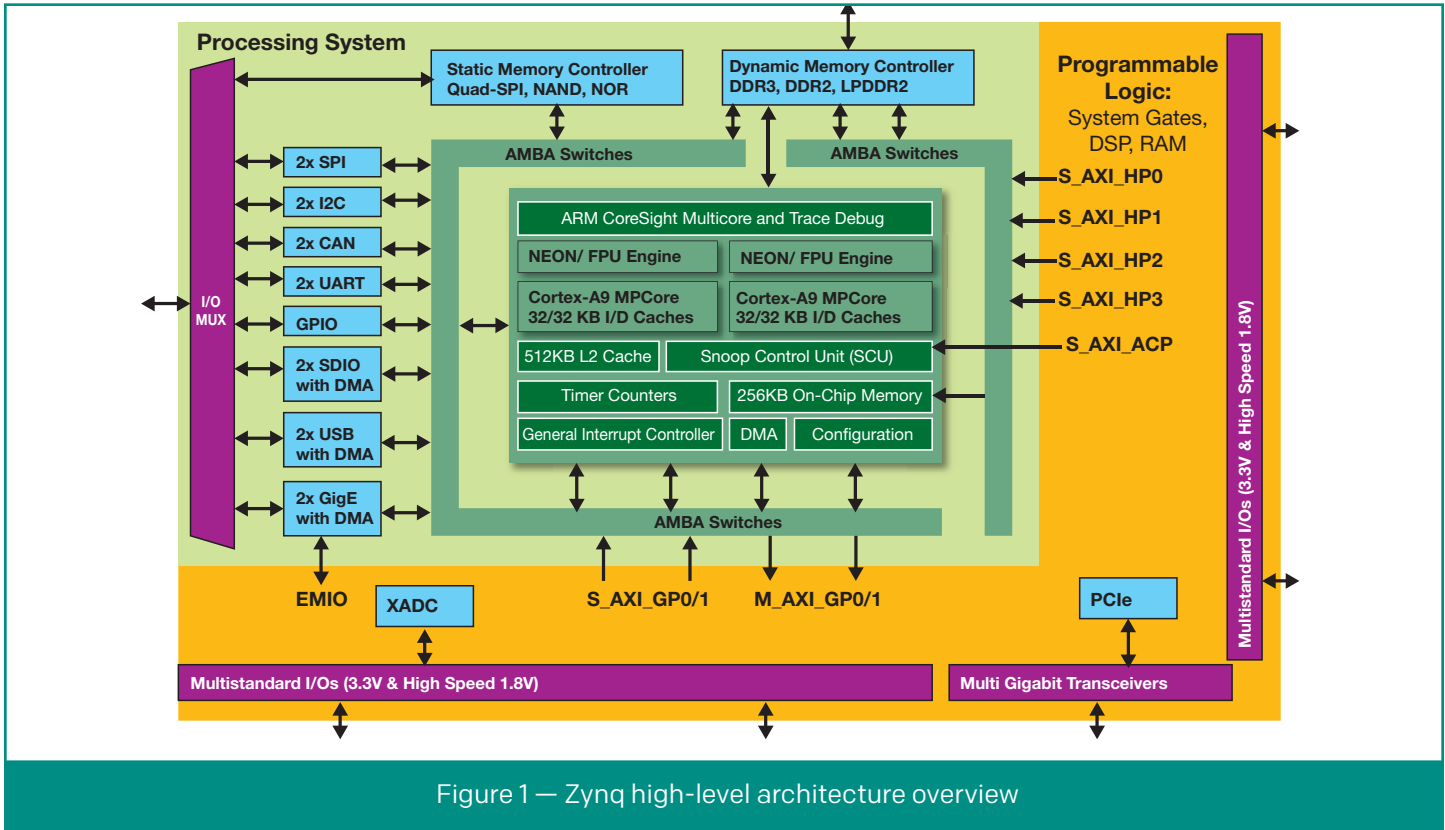 Processing System
Static Memory Controller
Quad-SPI, NAND, NOR
Dynamic Memory Controller
DDR3, DDR2, LPDDR2
Programmable
Logic:
System Gates,
DSP, RAM
AMBA Switches
AMBA Switches
2x SPI
2x I2C
2x CAN
2x UART
GPIO
2x SDIO
with DMA
2x USB
with DMA
2x GigE
with DMA
I/O
MUX
ARM CoreSight Multicore and Trace Debug
NEON/ FPU Engine
NEON/ FPU Engine
Cortex-A9 MPCore
32/32 KB I/D Caches
Cortex-A9 MPCore
32/32 KB I/D Caches
512KB L2 Cache
Snoop Control Unit (SCU)
Timer Counters
256KB On-Chip Memory
General Interrupt Controller
DMA
Configuration
AMBA Switches
S_AXI_HP0
S_AXI_HP1
S_AXI_HP2
S_AXI_HP3
S_AXI_ACP
Multistandard I/Os (3.3V & High Speed 1.8V)
EMIO
XADC
S_AXI_GP0/1
M_AXI_GP0/1
PCIe
Multistandard I/Os (3.3V & High Speed 1.8V)
Multi Gigabit Transceivers
Figure 1 — Zynq high-level architecture overview